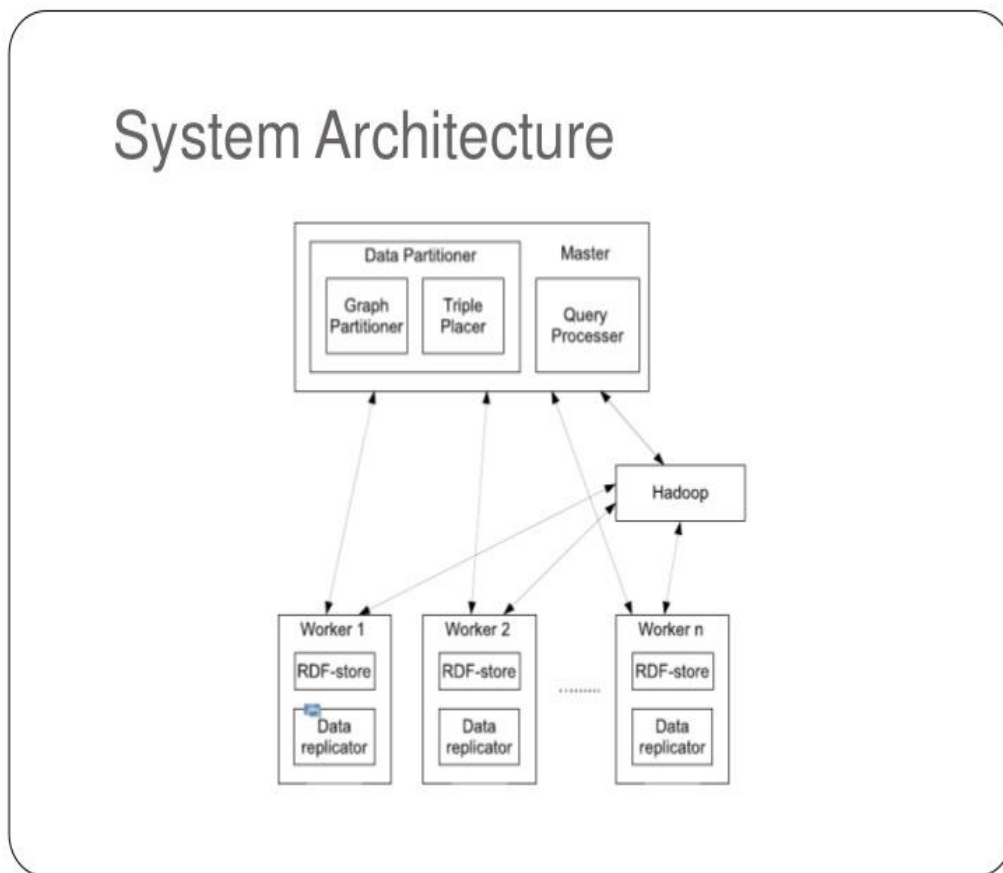 System Architecture
Data Partitioner
Master
Graph
Partitioner
Triple
Placer
Query
Processer
Hadoop
Worker 1
RDF-store
Data
replicator
Worker 2
RDF-store
Data
replicator
.........
Worker n
RDF-store
Data
replicator